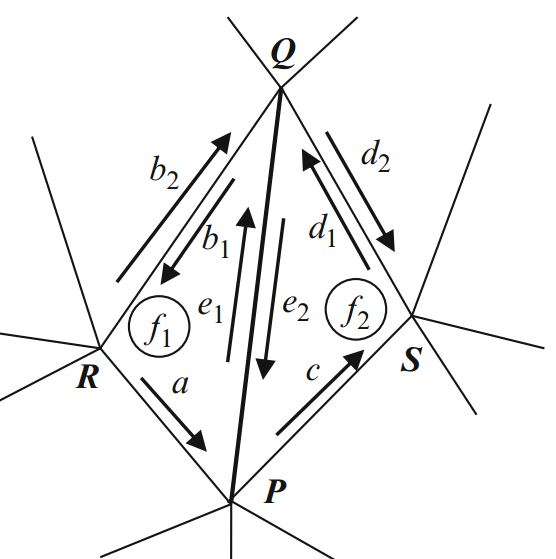 Q
b₂
d₂
b₁
d₁
f₁
e₁
e₂
f₂
R
a
c
S
P